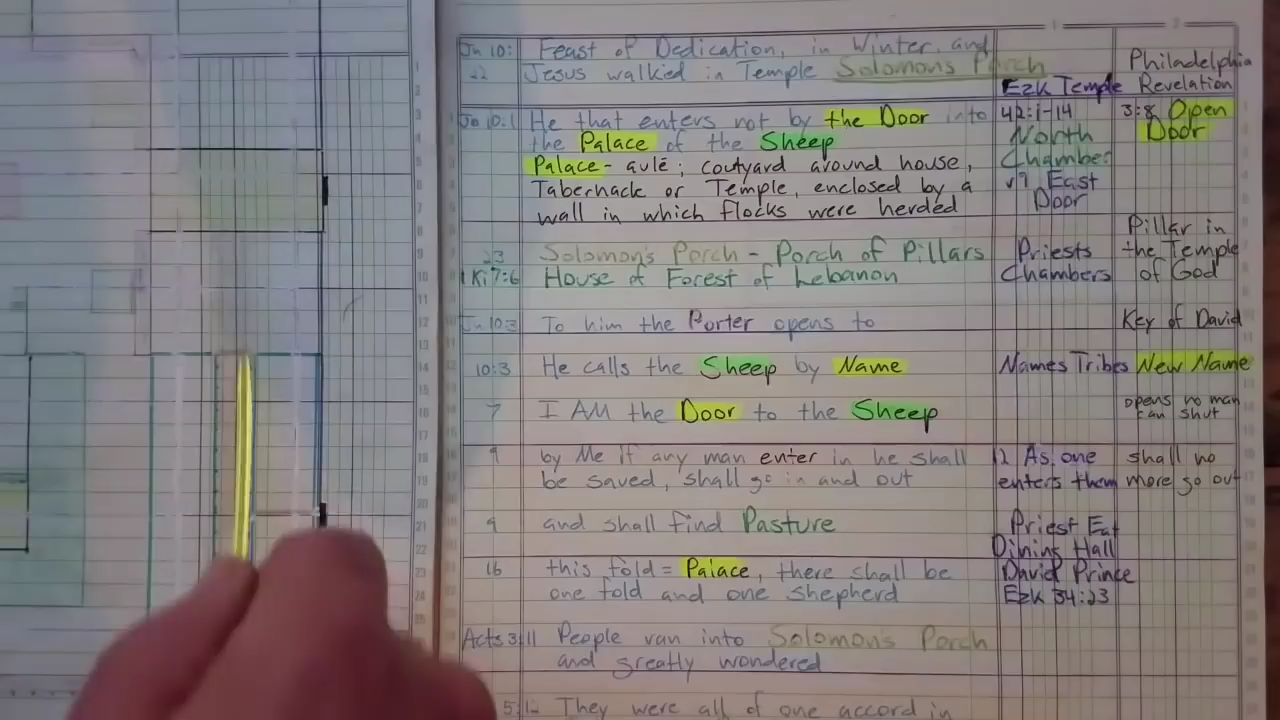 Jn 10: Feast of Dedication, in Winter, and
22 Jesus walked in Temple Solomon's Porch
Ezk Temple
Philadelphia
Revelation
Jn 10:1 He that enters not by the Door into 42:1-14 3:8 Open
the Palace of the Sheep North Door
Palace - aulē; coutyard around house, Chamber
Tabernack or Temple, enclosed by a v9 East
wall in which flocks were herded Door
23 Solomon's Porch - Porch of Pillars Priests Pillar in
1 Ki 7:6 House of Forest of Lebanon Chambers the Temple
of God
Jn 10:3 To him the Porter opens to Key of David
10:3 He calls the Sheep by Name Names Tribes New Name
7 I AM the Door to the Sheep opens no man
can shut
9 by Me if any man enter in he shall 12 As one shall no
be saved, shall go in and out enters them more go out
9 and shall find Pasture Priest Eat
Dining Hall
16 this fold = Palace, there shall be David Prince
one fold and one shepherd Ezk 34:23
Acts 3:11 People ran into Solomon's Porch
and greatly wondered
5:12 They were all of one accord in